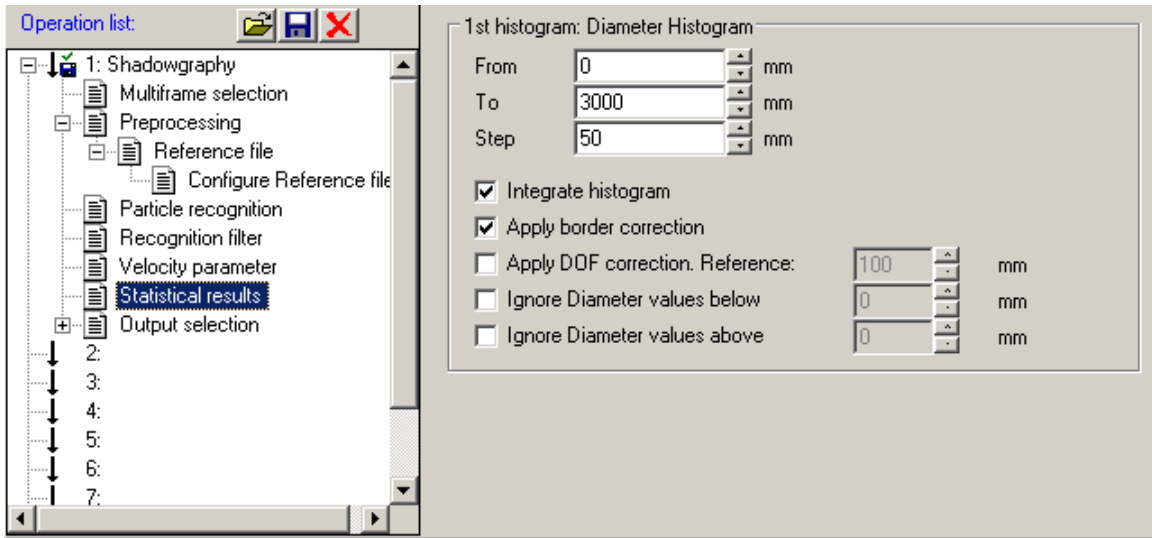 Operation list:
1: Shadowgraphy
Multiframe selection
Preprocessing
Reference file
Configure Reference file
Particle recognition
Recognition filter
Velocity parameter
Statistical results
Output selection
2:
3:
4:
5:
6:
7:
1st histogram: Diameter Histogram
From 0 mm
To 3000 mm
Step 50 mm
Integrate histogram
Apply border correction
Apply DOF correction. Reference: 100 mm
Ignore Diameter values below 0 mm
Ignore Diameter values above 0 mm